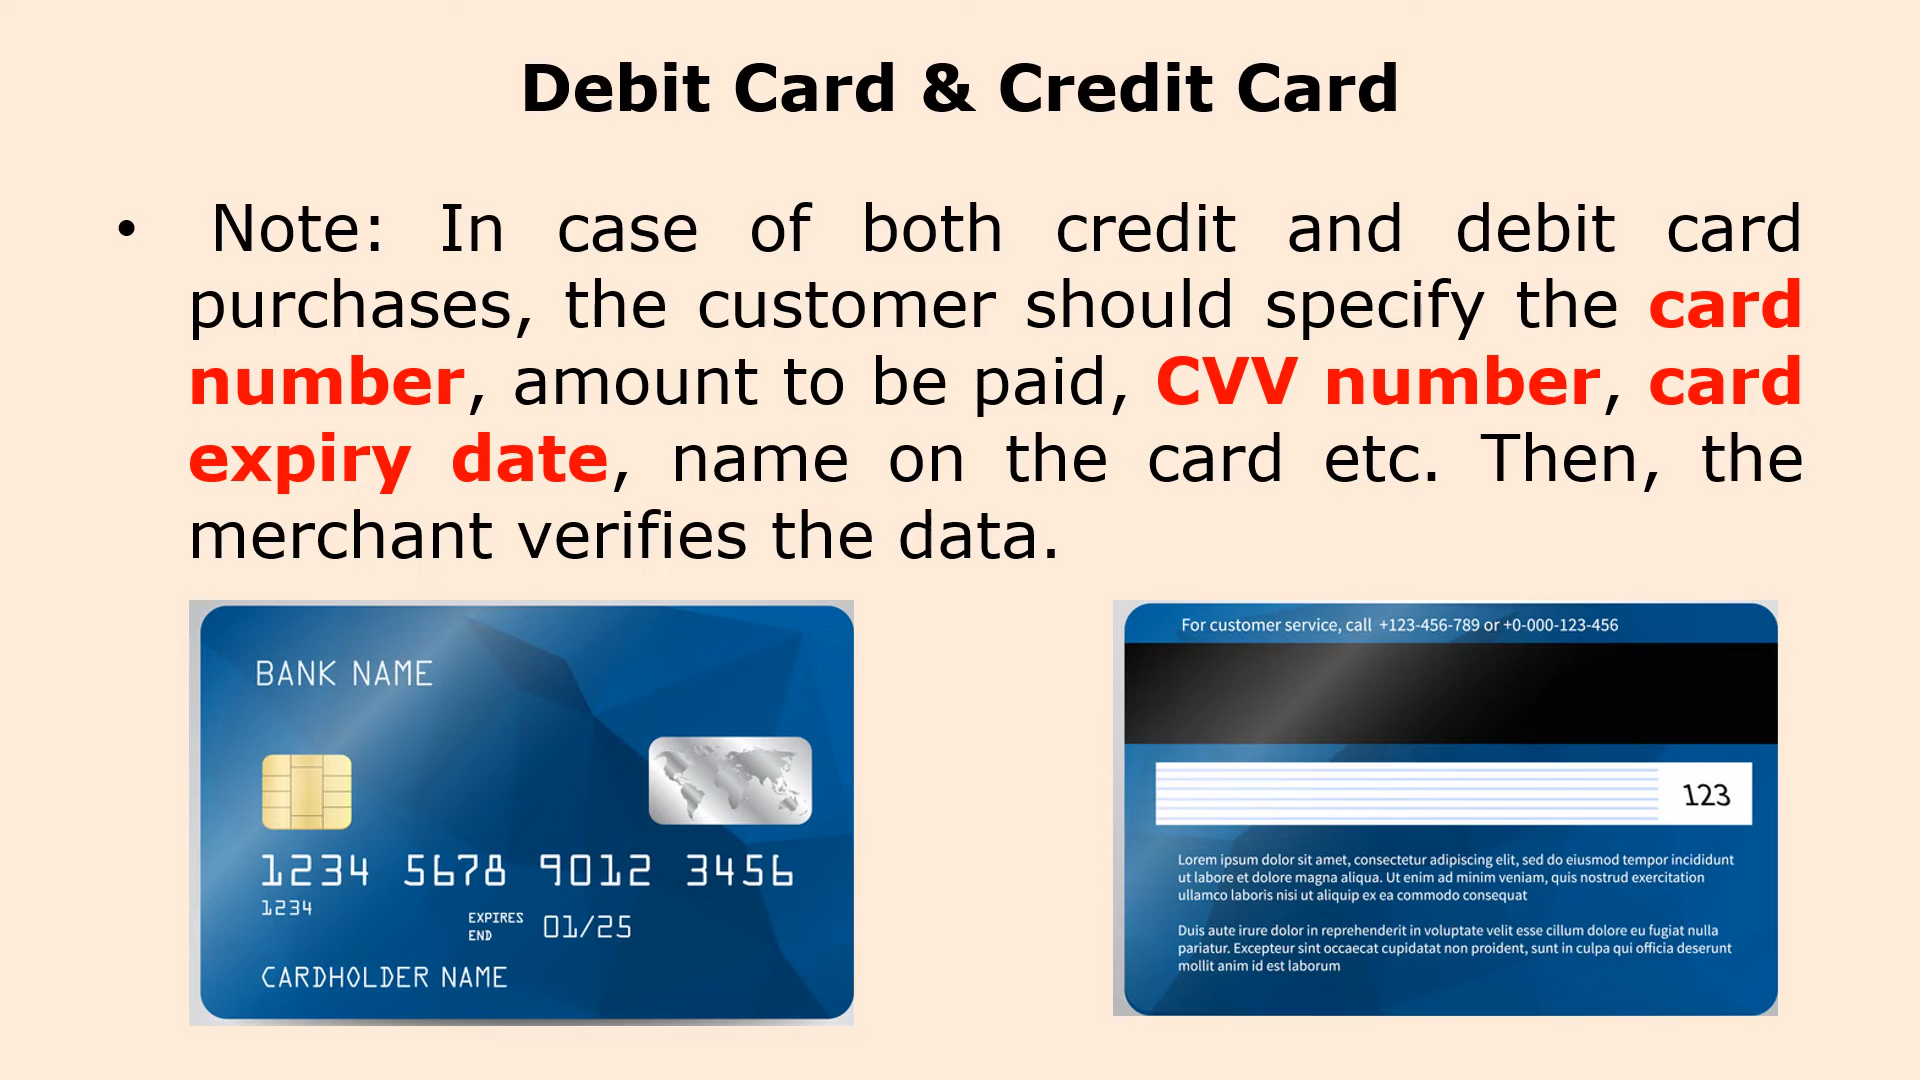 Debit Card & Credit Card
• Note: In case of both credit and debit card
purchases, the customer should specify the card
number, amount to be paid, CVV number, card
expiry date, name on the card etc. Then, the
merchant verifies the data.
BANK NAME
1234 5678 9012 3456
1234
EXPIRES
END
01/25
CARDHOLDER NAME
For customer service, call +123-456-789 or +0-000-123-456
123
Lorem ipsum dolor sit amet, consectetur adipiscing elit, sed do eiusmod tempor incididunt
ut labore et dolore magna aliqua. Ut enim ad minim veniam, quis nostrud exercitation
ullamco laboris nisi ut aliquip ex ea commodo consequat
Duis aute irure dolor in reprehenderit in voluptate velit esse cillum dolore eu fugiat nulla
pariatur. Excepteur sint occaecat cupidatat non proident, sunt in culpa qui officia deserunt
mollit anim id est laborum